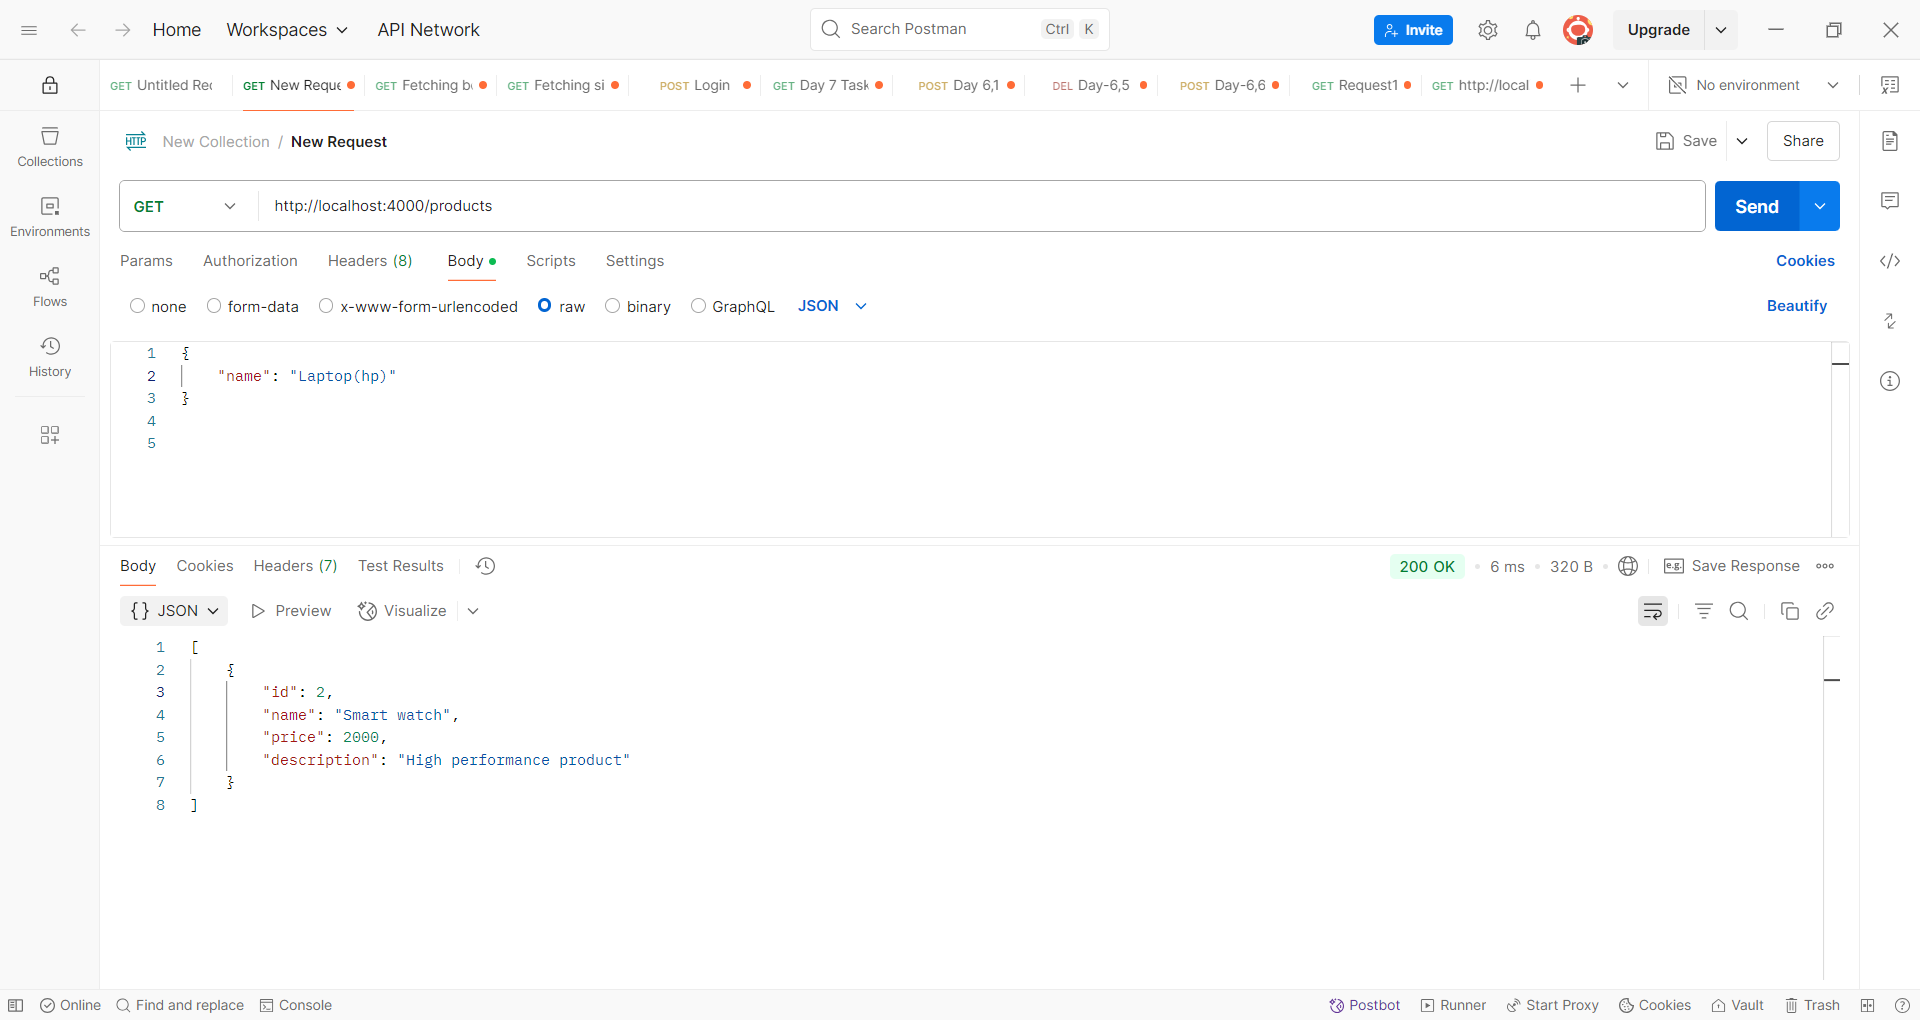 Home Workspaces API Network Search Postman Ctrl K Invite Upgrade
GET Untitled Rec GET New Reque GET Fetching b GET Fetching si POST Login GET Day 7 Task POST Day 6,1 DEL Day-6,5 POST Day-6,6 GET Request1 GET http://local No environment
HTTP New Collection / New Request Save Share
GET http://localhost:4000/products Send
Params Authorization Headers (8) Body Scripts Settings Cookies
none form-data x-www-form-urlencoded raw binary GraphQL JSON Beautify
1 {
2 "name": "Laptop(hp)"
3 }
4
5
Collections
Environments
Flows
History
Body Cookies Headers (7) Test Results 200 OK 6 ms 320 B e.g. Save Response
{} JSON Preview Visualize
1 [
2 {
3 "id": 2,
4 "name": "Smart watch",
5 "price": 2000,
6 "description": "High performance product"
7 }
8 ]
Online Find and replace Console Postbot Runner Start Proxy Cookies Vault Trash